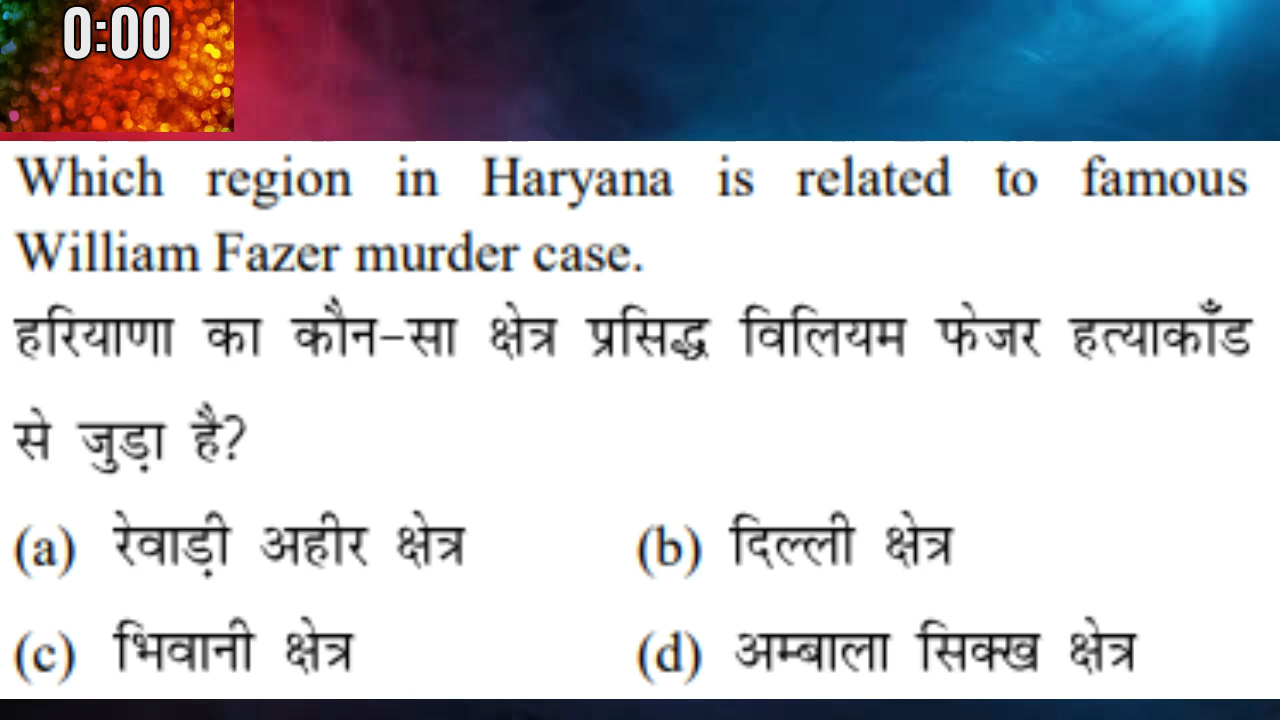 0:00
Which region in Haryana is related to famous
William Fazer murder case.
हरियाणा का कौन-सा क्षेत्र प्रसिद्ध विलियम फेजर हत्याकाँड
से जुड़ा है?
(a) रेवाड़ी अहीर क्षेत्र (b) दिल्ली क्षेत्र
(c) भिवानी क्षेत्र (d) अम्बाला सिक्ख क्षेत्र